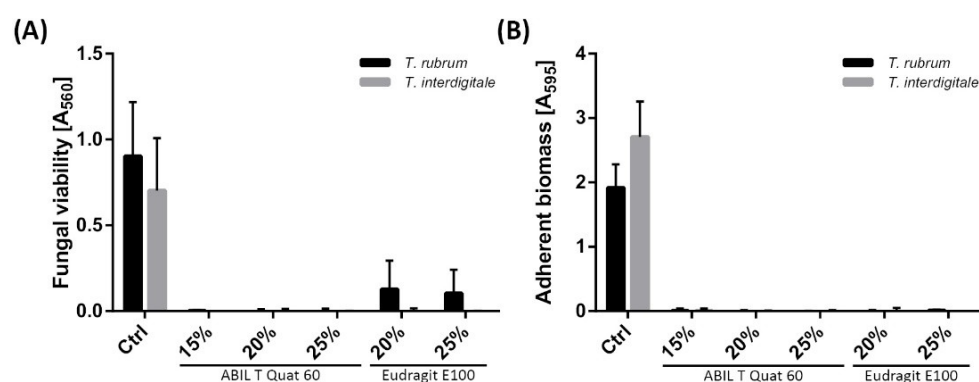 (A)
Fungal viability [A560]
1.5
1.0
0.5
0.0
T. rubrum
T. interdigitale
Ctrl
15%
20%
25%
20%
25%
ABIL T Quat 60
Eudragit E100
(B)
Adherent biomass [A595]
4
3
2
1
0
T. rubrum
T. interdigitale
Ctrl
15%
20%
25%
20%
25%
ABIL T Quat 60
Eudragit E100